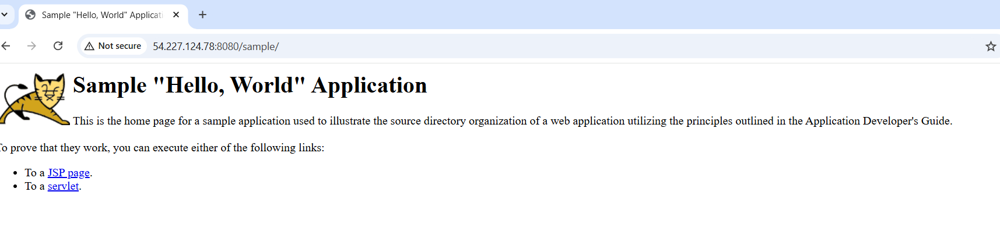 Sample "Hello, World" Applicati
Not secure
54.227.124.78:8080/sample/
Sample "Hello, World" Application
This is the home page for a sample application used to illustrate the source directory organization of a web application utilizing the principles outlined in the Application Developer's Guide.
To prove that they work, you can execute either of the following links:
To a JSP page.
To a servlet.